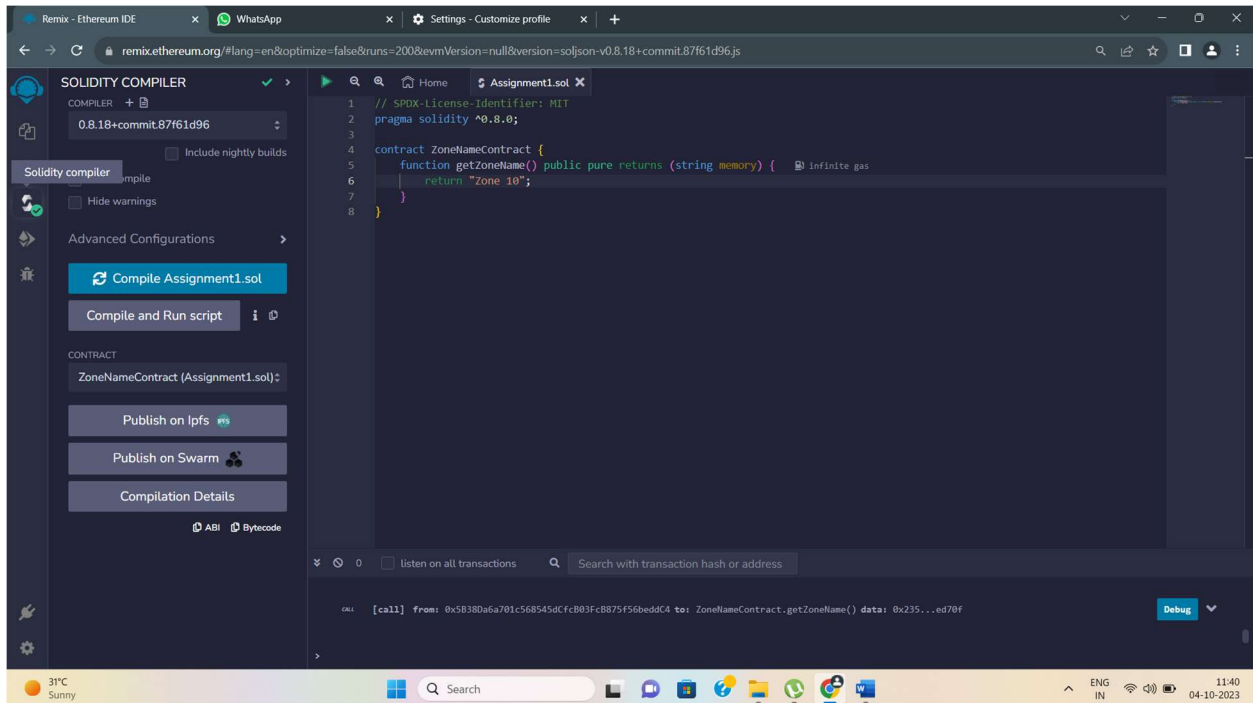 Remix - Ethereum IDE
WhatsApp
Settings - Customize profile
remix.ethereum.org/#lang=en&optimize=false&runs=200&evmVersion=null&version=soljson-v0.8.18+commit.87f61d96.js
SOLIDITY COMPILER
COMPILER
0.8.18+commit.87f61d96
Include nightly builds
Solidity compiler
mpile
Hide warnings
Advanced Configurations
Compile Assignment1.sol
Compile and Run script
CONTRACT
ZoneNameContract (Assignment1.sol)
Publish on Ipfs
IPFS
Publish on Swarm
Compilation Details
ABI Bytecode
Home
Assignment1.sol
1 // SPDX-License-Identifier: MIT
2 pragma solidity ^0.8.0;
3
4 contract ZoneNameContract {
5 function getZoneName() public pure returns (string memory) { infinite gas
6 return "Zone 10";
7 }
8 }
0 listen on all transactions Search with transaction hash or address
CALL [call] from: 0x5B38Da6a701c568545dCfcB03FcB875f56beddC4 to: ZoneNameContract.getZoneName() data: 0x235...ed70f Debug
>
31°C
Sunny
Search
ENG
IN
11:40
04-10-2023